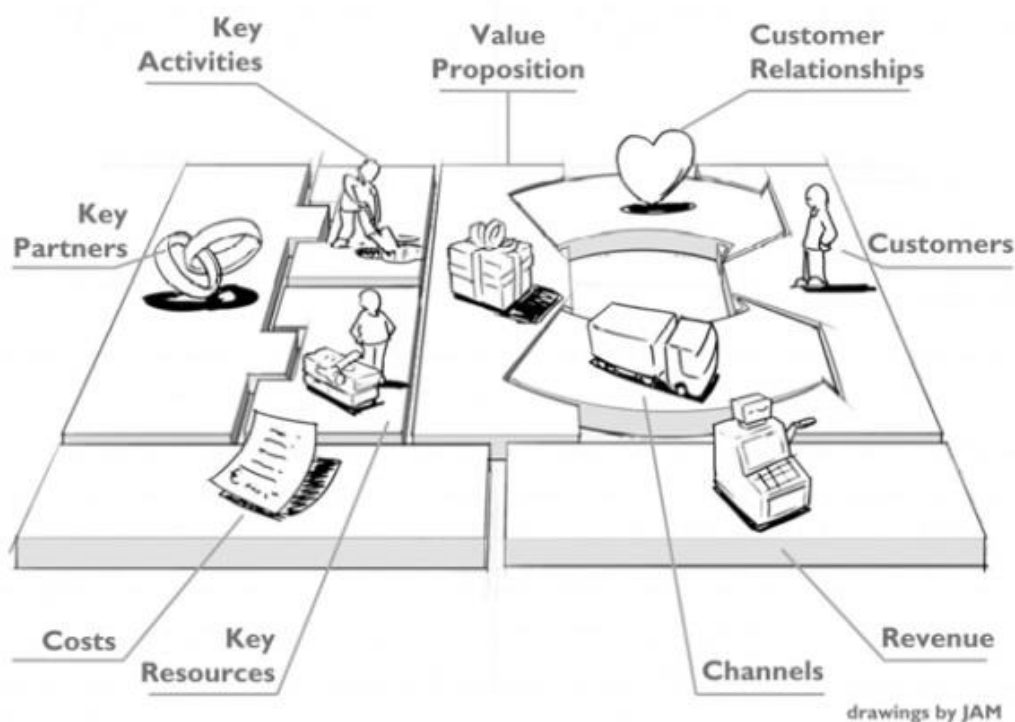 Key
Activities
Value
Proposition
Customer
Relationships
Key
Partners
Customers
Costs
Key
Resources
Channels
Revenue
drawings by JAM